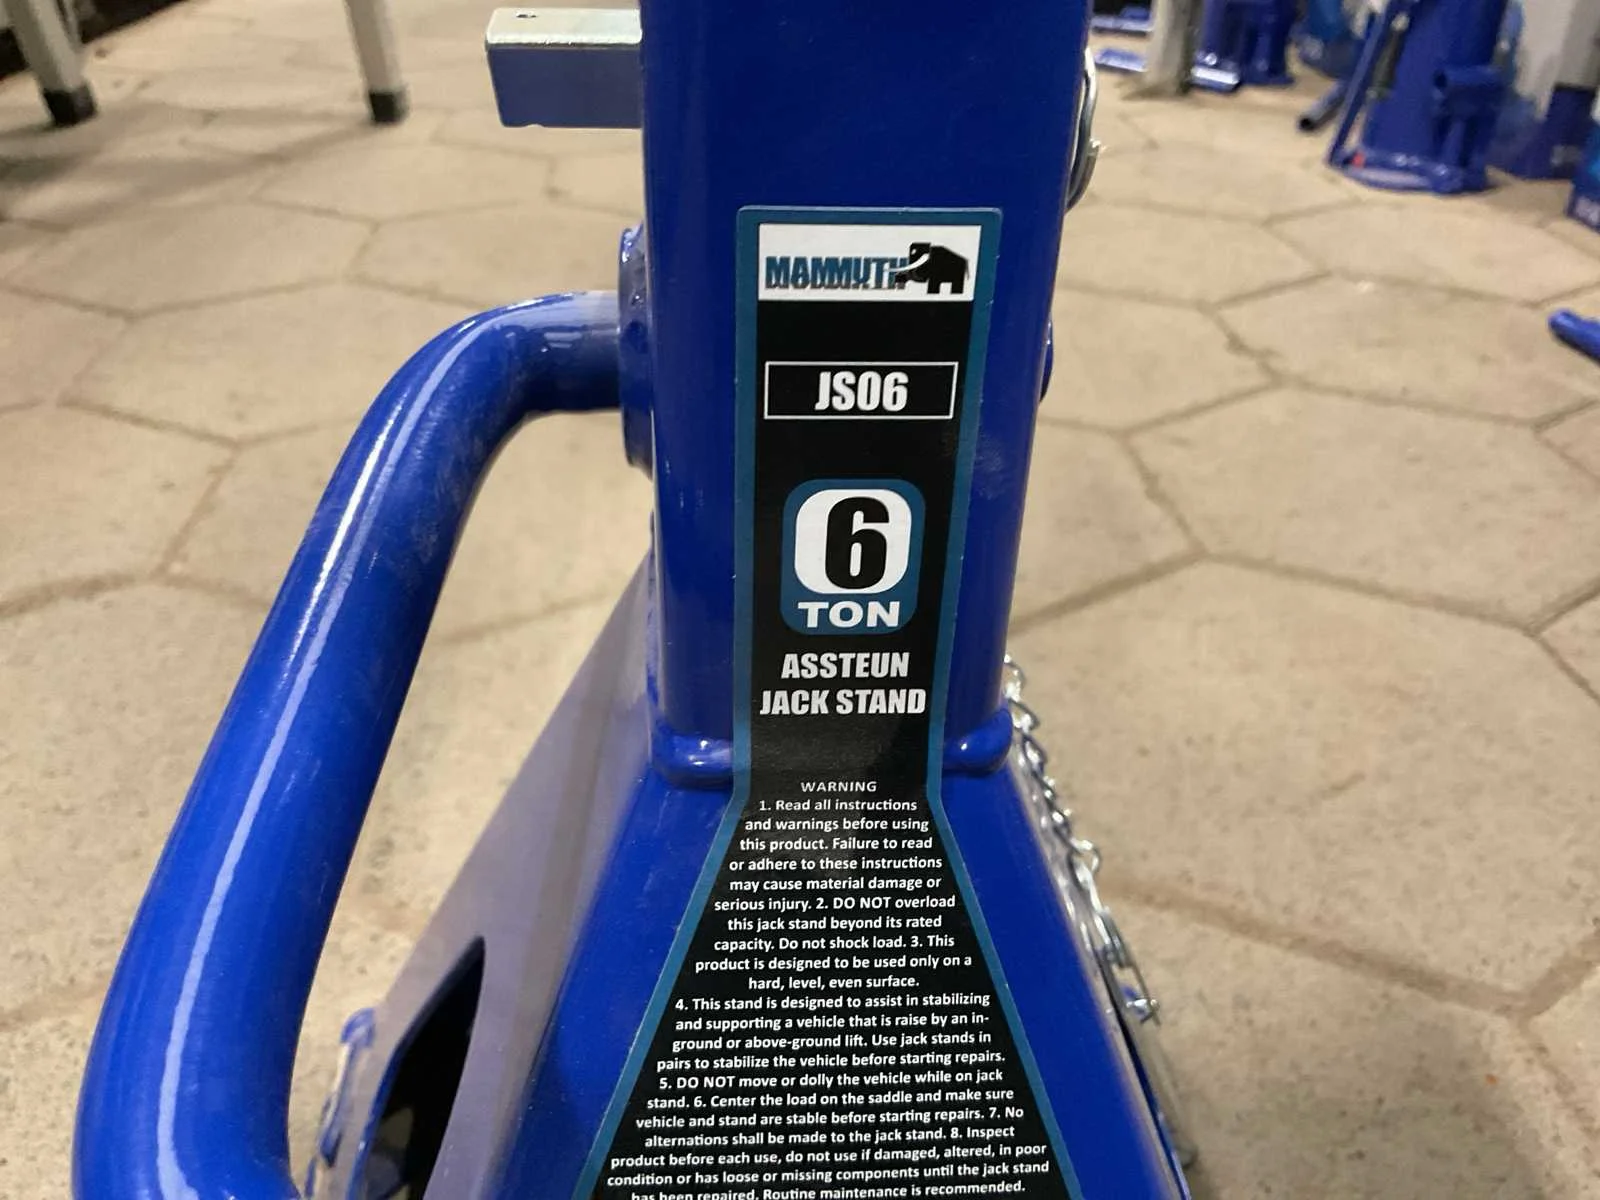 MAMMUTH
JS06
6
TON
ASSTEUN
JACK STAND
WARNING
1. Read all instructions
and warnings before using
this product. Failure to read
or adhere to these instructions
may cause material damage or
serious injury. 2. DO NOT overload
this jack stand beyond its rated
capacity. Do not shock load. 3. This
product is designed to be used only on a
hard, level, even surface.
4. This stand is designed to assist in stabilizing
and supporting a vehicle that is raise by an in-
ground or above-ground lift. Use jack stands in
pairs to stabilize the vehicle before starting repairs.
5. DO NOT move or dolly the vehicle while on jack
stand. 6. Center the load on the saddle and make sure
vehicle and stand are stable before starting repairs. 7. No
alternations shall be made to the jack stand. 8. Inspect
product before each use, do not use if damaged, altered, in poor
condition or has loose or missing components until the jack stand
has been repaired. Routine maintenance is recommended.